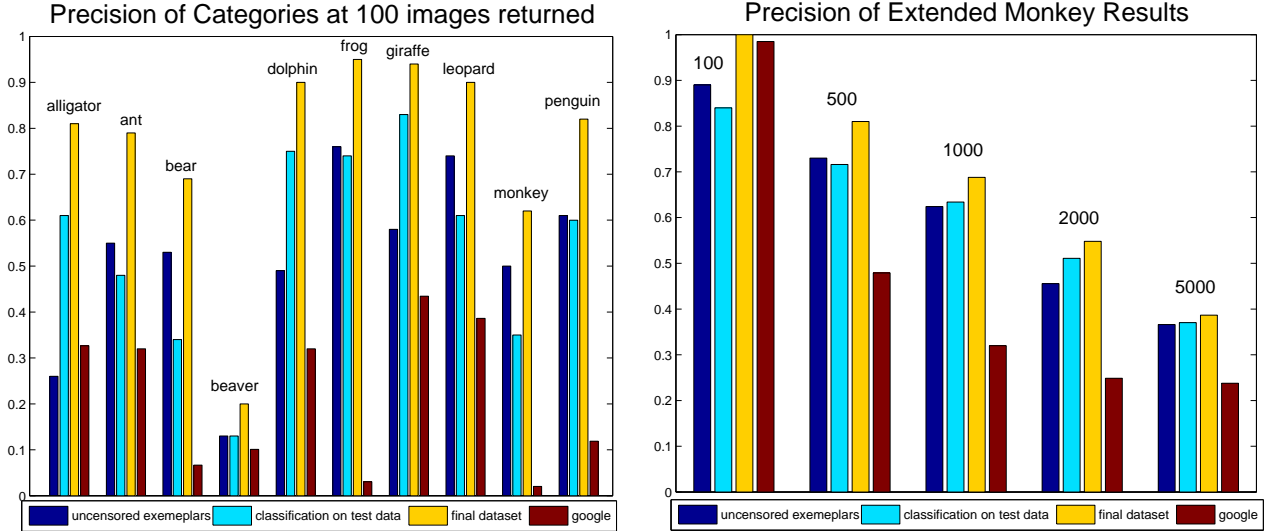 Precision of Categories at 100 images returned
1
0.9
0.8
0.7
0.6
0.5
0.4
0.3
0.2
0.1
0
alligator
ant
bear
beaver
dolphin
frog
giraffe
leopard
monkey
penguin
uncensored exemeplars classification on test data final dataset google
Precision of Extended Monkey Results
1
0.9
0.8
0.7
0.6
0.5
0.4
0.3
0.2
0.1
0
100
500
1000
2000
5000
uncensored exemeplars classification on test data final dataset google